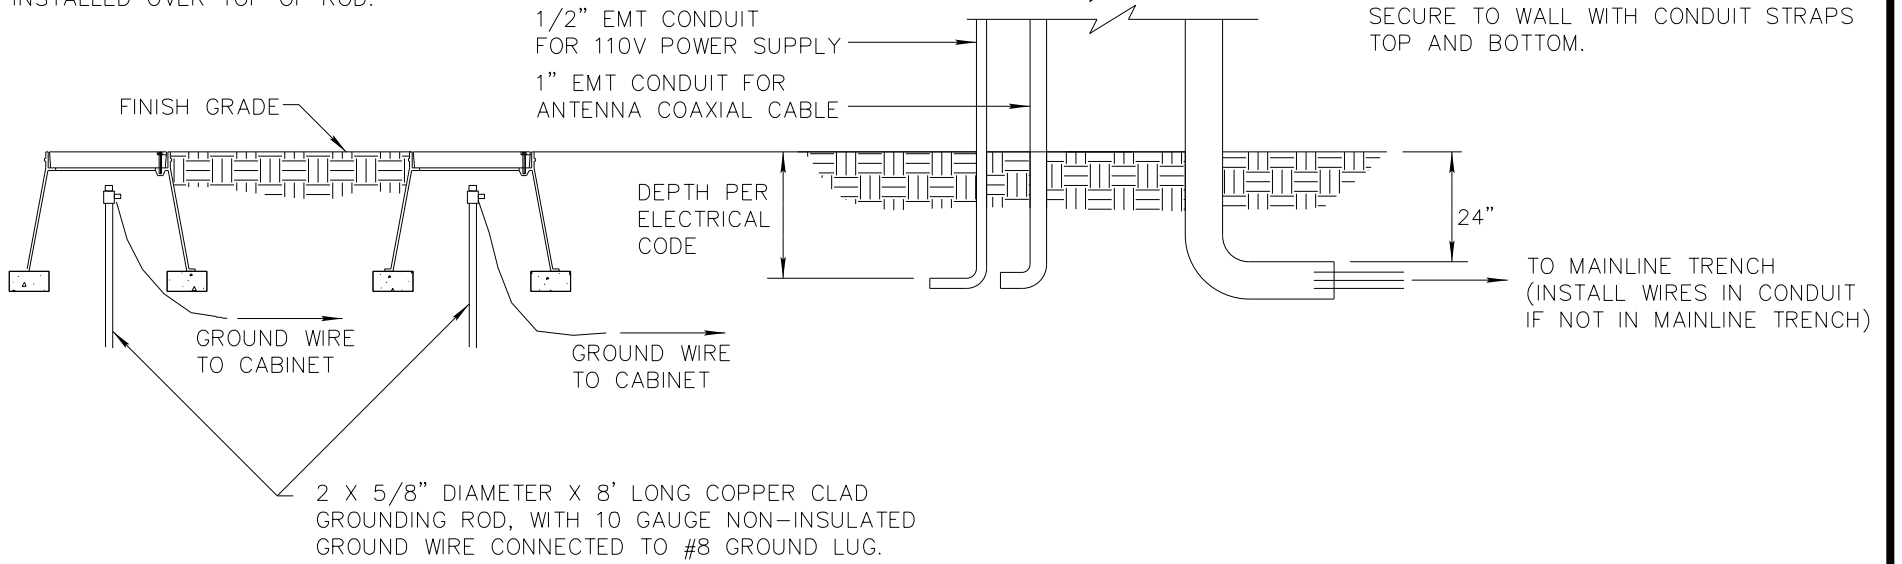 INSTALLED OVER TOP OF ROD.
1/2” EMT CONDUIT
FOR 110V POWER SUPPLY
1” EMT CONDUIT FOR
ANTENNA COAXIAL CABLE
SECURE TO WALL WITH CONDUIT STRAPS
TOP AND BOTTOM.
FINISH GRADE
DEPTH PER
ELECTRICAL
CODE
24”
TO MAINLINE TRENCH
(INSTALL WIRES IN CONDUIT
IF NOT IN MAINLINE TRENCH)
GROUND WIRE
TO CABINET
GROUND WIRE
TO CABINET
2 X 5/8” DIAMETER X 8’ LONG COPPER CLAD
GROUNDING ROD, WITH 10 GAUGE NON-INSULATED
GROUND WIRE CONNECTED TO #8 GROUND LUG.